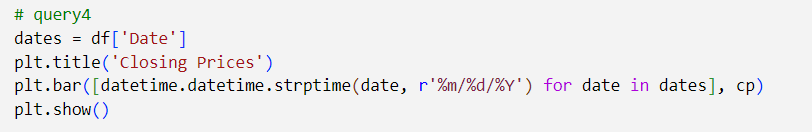 # query4
dates = df['Date']
plt.title('Closing Prices')
plt.bar([datetime.datetime.strptime(date, r'%m/%d/%Y') for date in dates], cp)
plt.show()